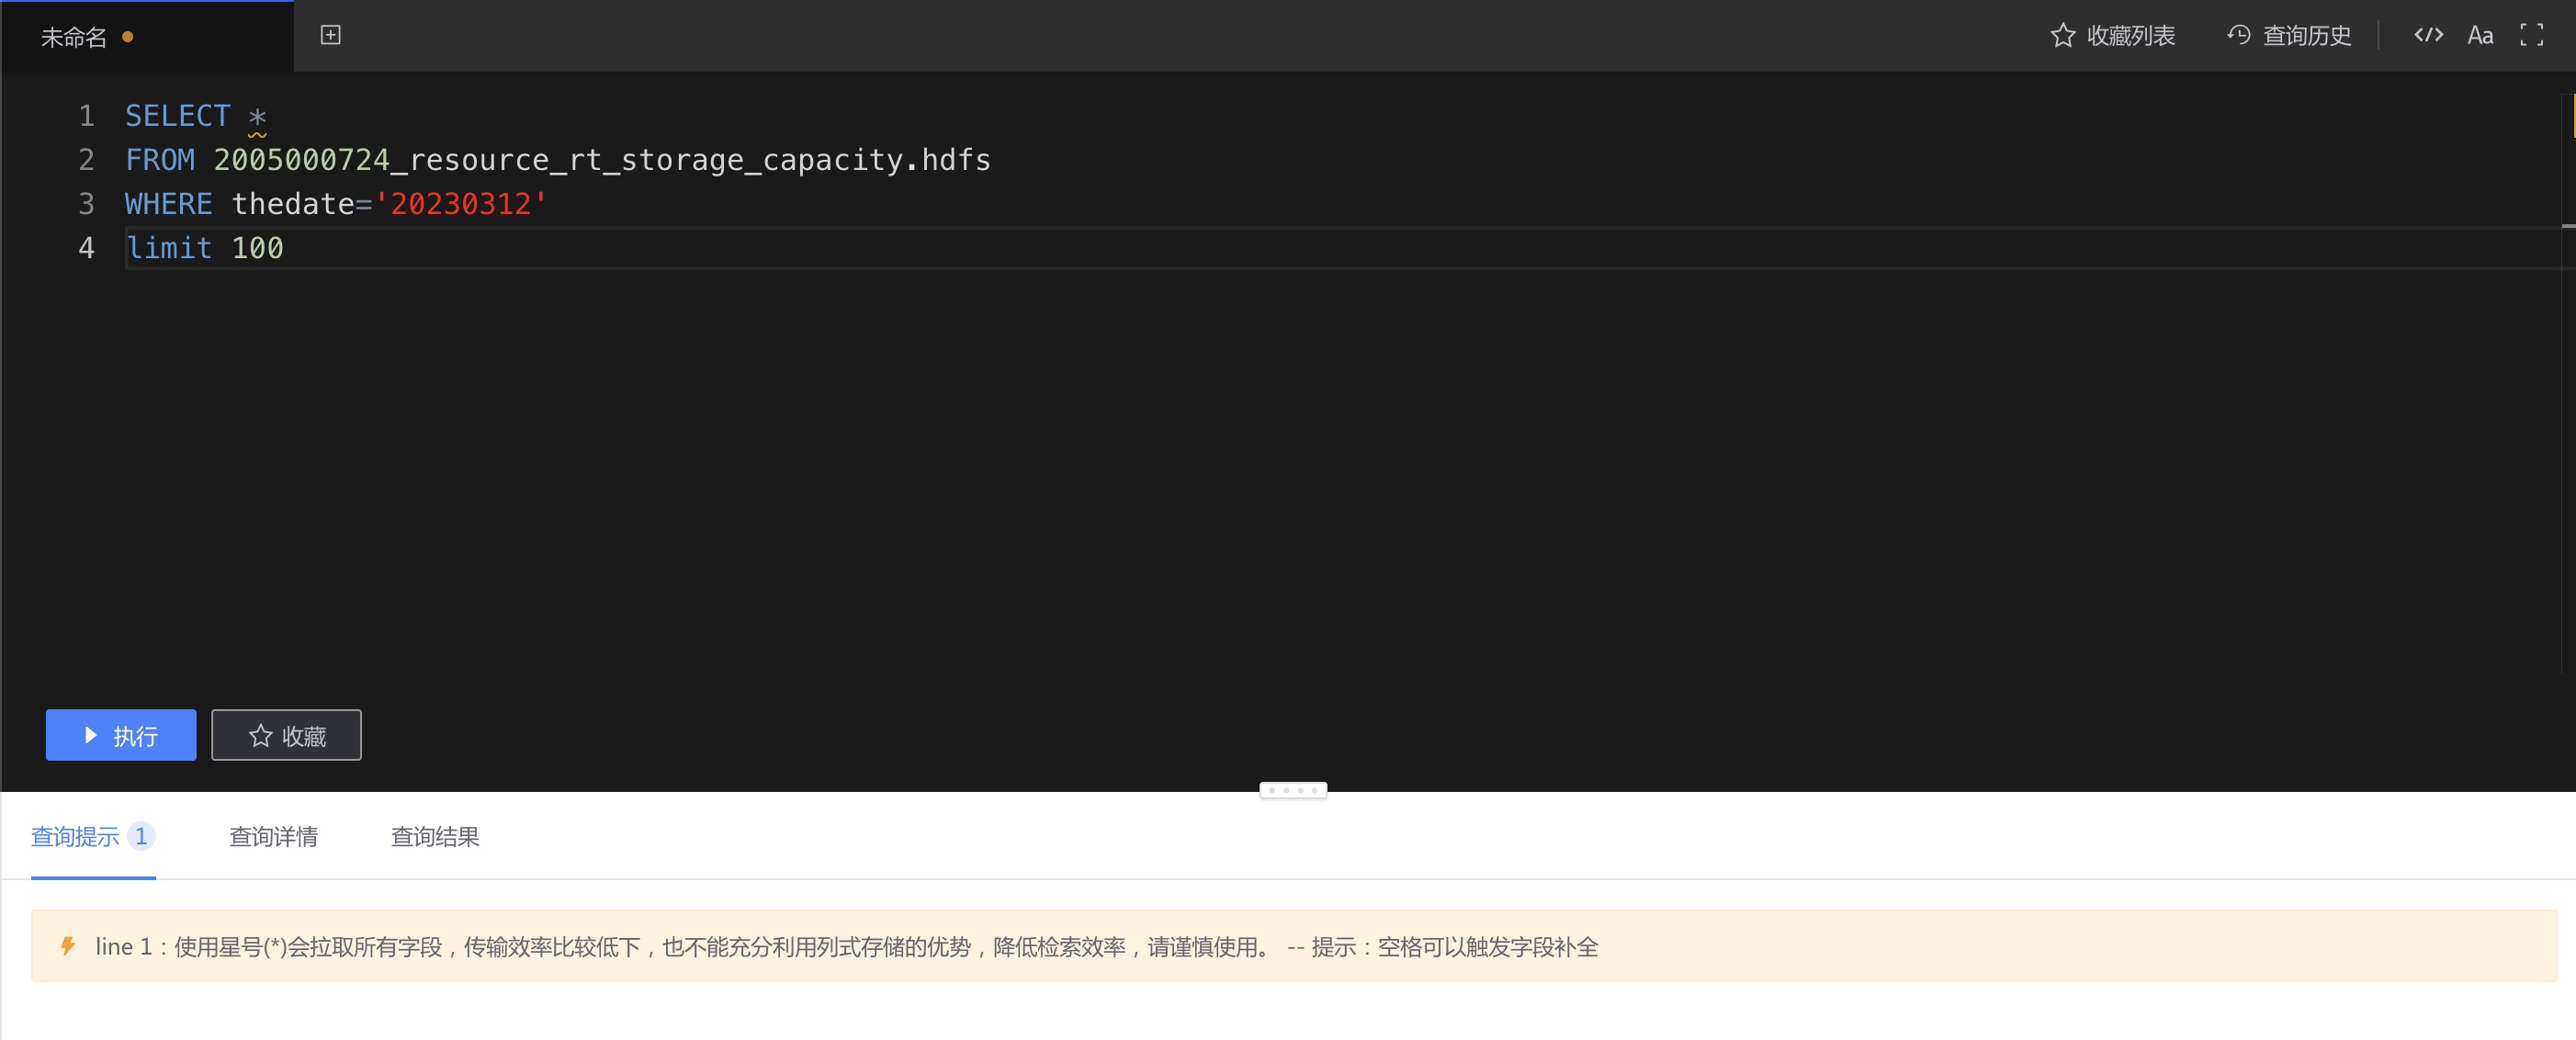 未命名
收藏列表 查询历史 </> Aa
1 SELECT *
2 FROM 2005000724_resource_rt_storage_capacity.hdfs
3 WHERE thedate='20230312'
4 limit 100
执行 收藏
查询提示 1 查询详情 查询结果
line 1：使用星号(*)会拉取所有字段，传输效率比较低下，也不能充分利用列式存储的优势，降低检索效率，请谨慎使用。 -- 提示：空格可以触发字段补全